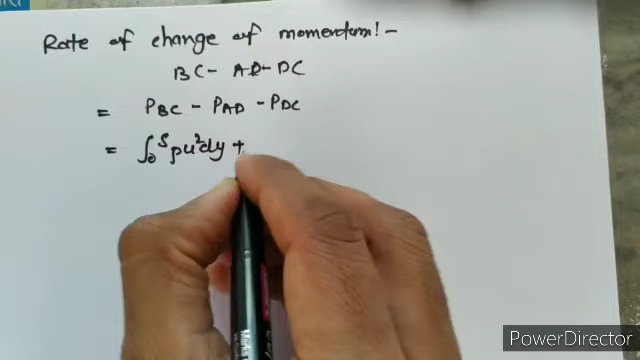 Rate of change of momentum! -
BC - AD - DC
= PBC - PAD - PDC
= ∫₀^δ ρu²dy +
PowerDirector